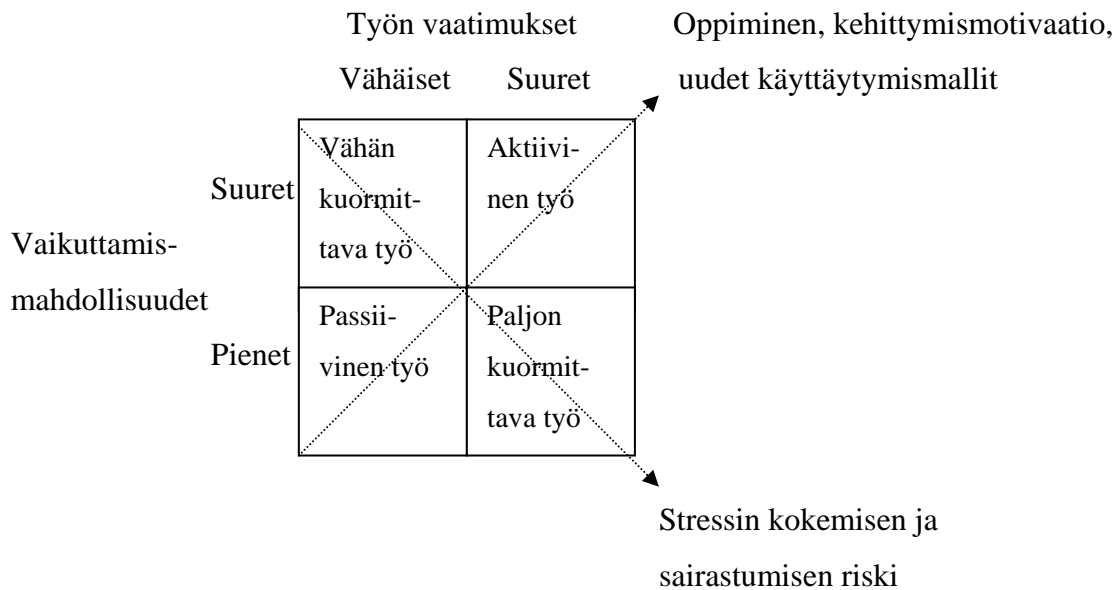 Työn vaatimukset
Oppiminen, kehittymismotivaatio,
uudet käyttäytymismallit
Vähäiset
Suuret
Suuret
Vähän
kuormit-
tava työ
Aktiivi-
nen työ
Vaikuttamis-
mahdollisuudet
Pienet
Passii-
vinen työ
Paljon
kuormit-
tava työ
Stressin kokemisen ja
sairastumisen riski